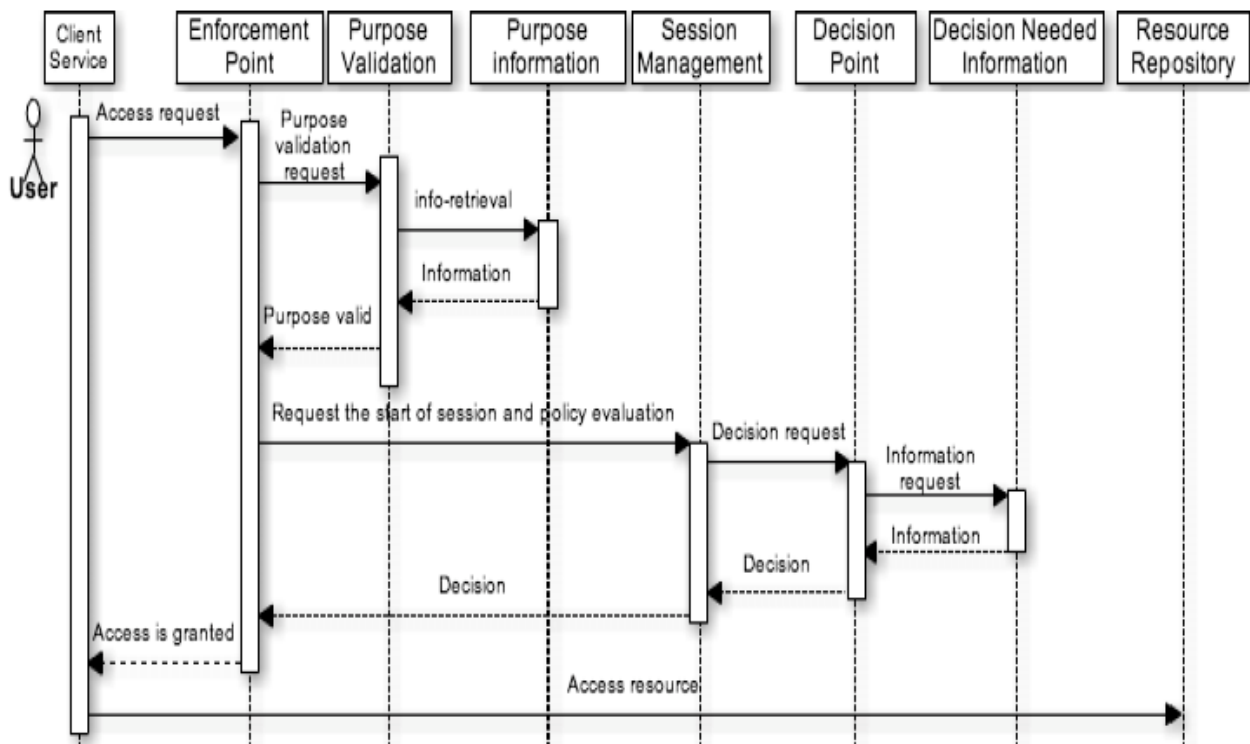 Client
Service
Enforcement
Point
Purpose
Validation
Purpose
information
Session
Management
Decision
Point
Decision Needed
Information
Resource
Repository
User
Access request
Purpose
validation
request
info-retrieval
Information
Purpose valid
Request the start of session and policy evaluation
Decision request
Information
request
Information
Decision
Decision
Access is granted
Access resource